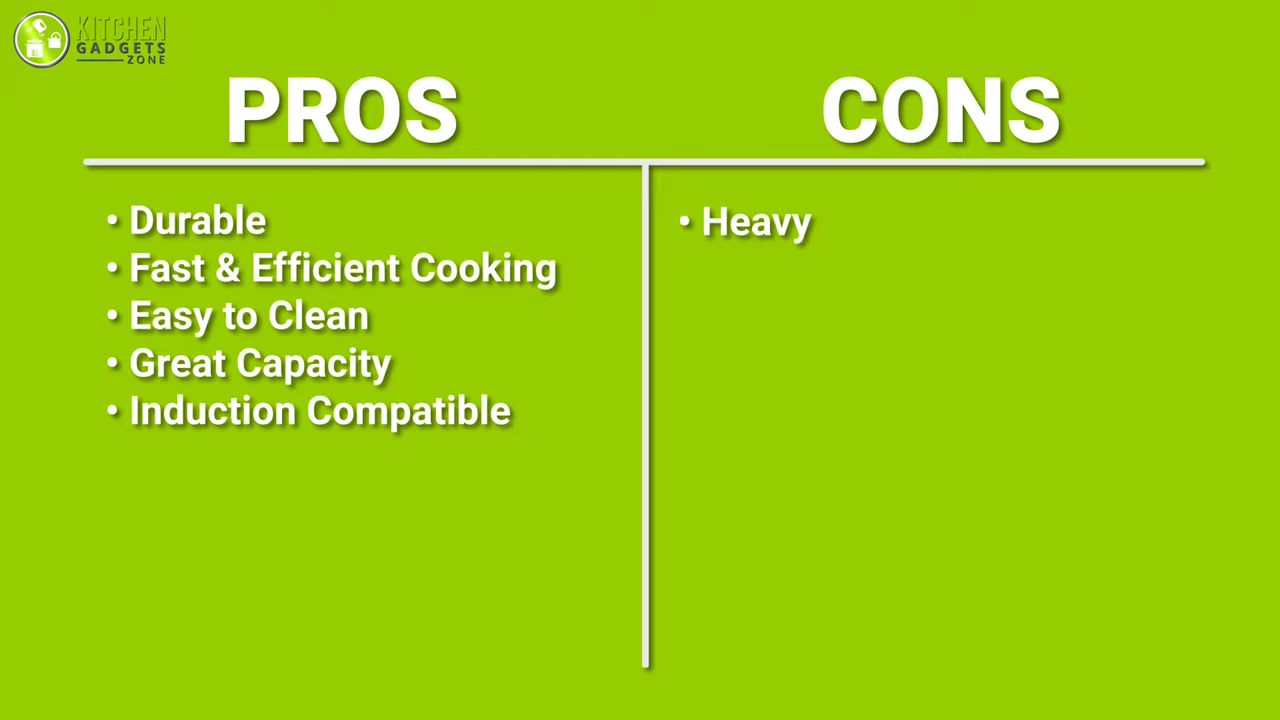 KITCHEN
GADGETS
ZONE
PROS
CONS
• Durable
• Fast & Efficient Cooking
• Easy to Clean
• Great Capacity
• Induction Compatible
• Heavy